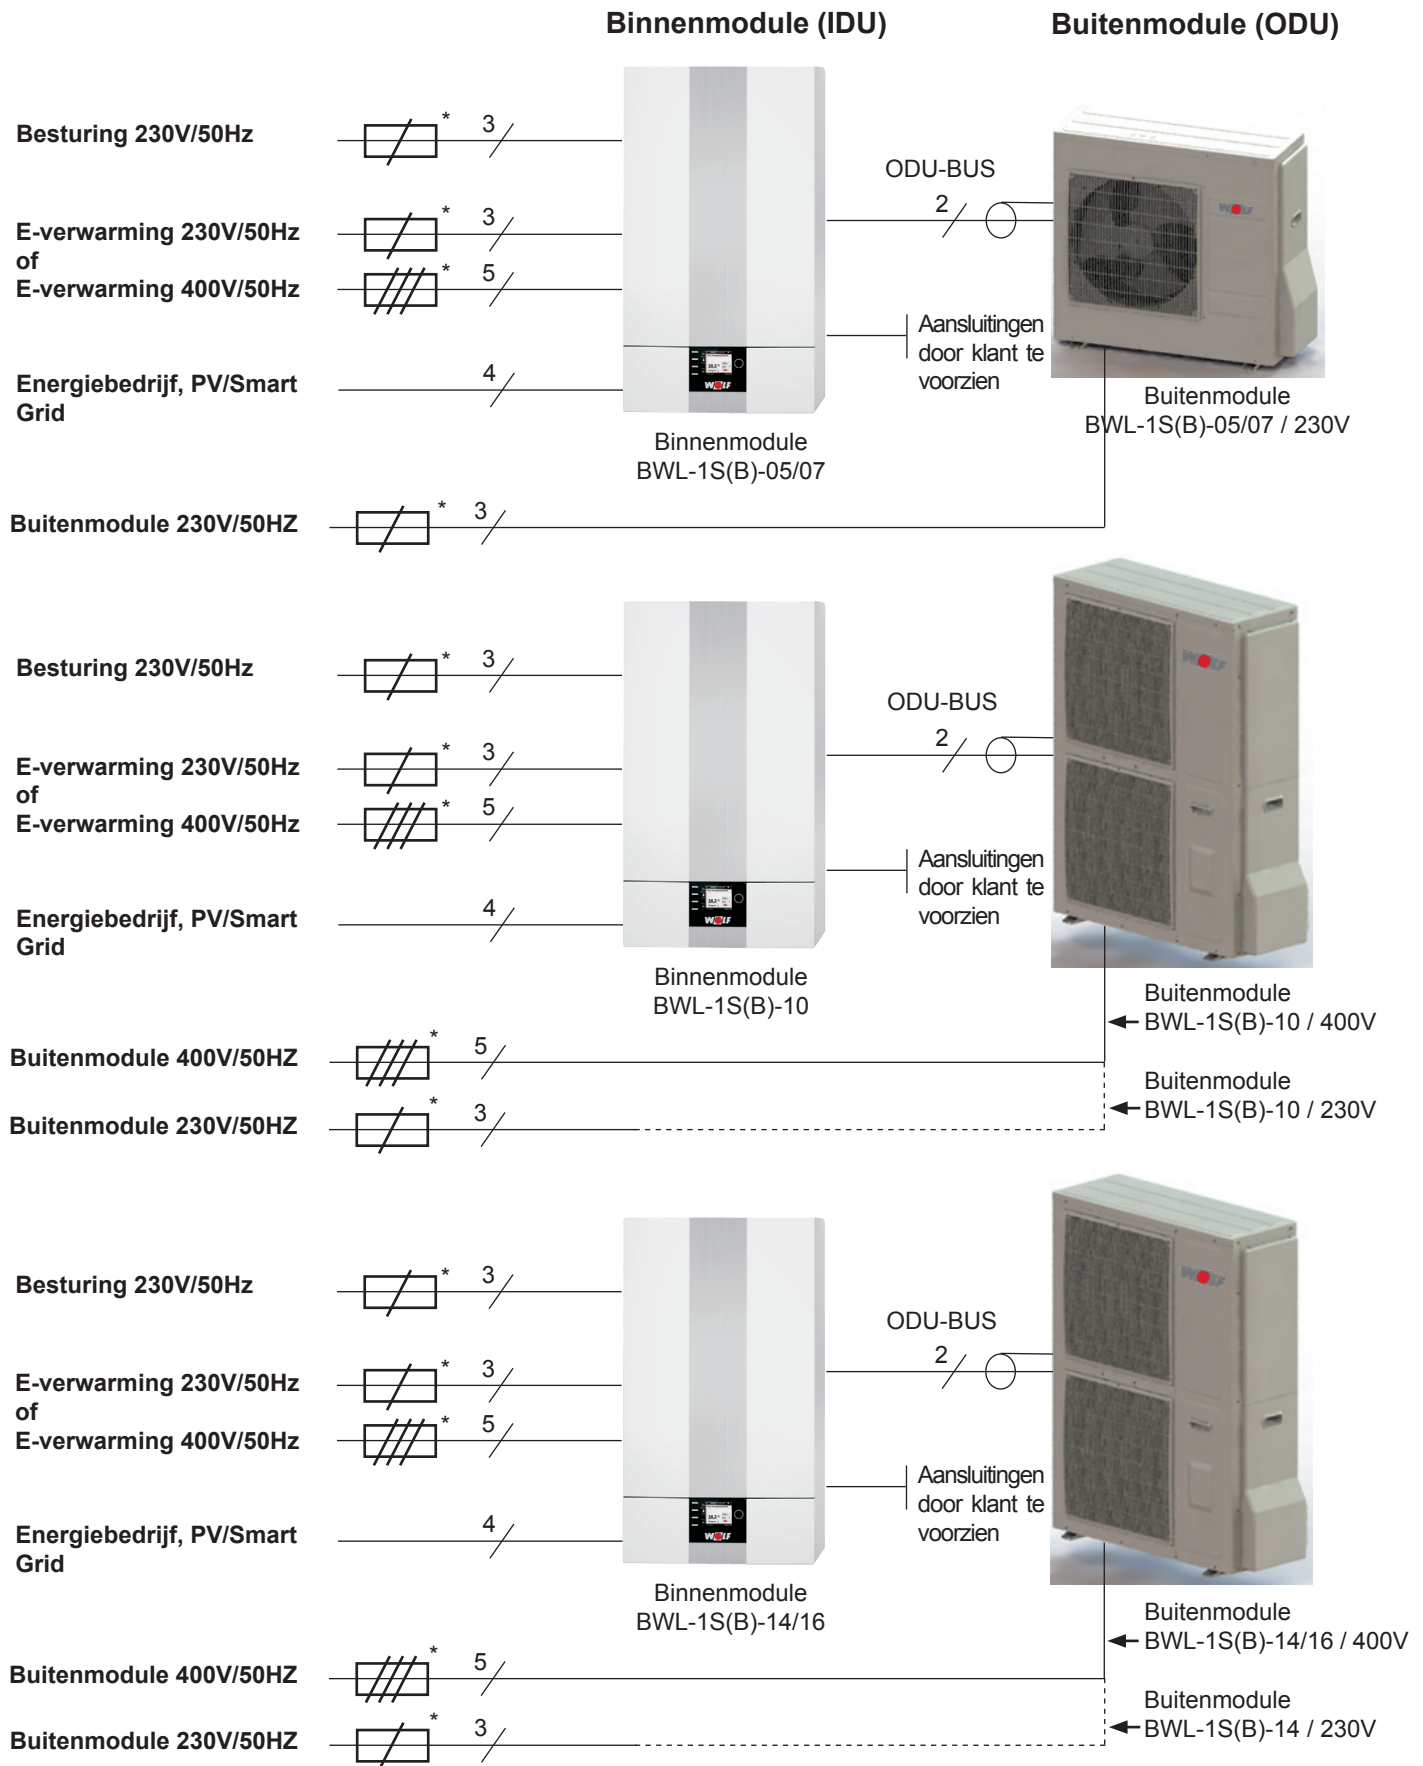 Binnenmodule (IDU)
Buitenmodule (ODU)
Besturing 230V/50Hz
*
3
E-verwarming 230V/50Hz
*
3
of
E-verwarming 400V/50Hz
*
5
Energiebedrijf, PV/Smart
Grid
4
WOLF
Binnenmodule
BWL-1S(B)-05/07
ODU-BUS
2
Aansluitingen
door klant te
voorzien
WOLF
Buitenmodule
BWL-1S(B)-05/07 / 230V
Buitenmodule 230V/50HZ
*
3
Besturing 230V/50Hz
*
3
E-verwarming 230V/50Hz
*
3
of
E-verwarming 400V/50Hz
*
5
Energiebedrijf, PV/Smart
Grid
4
WOLF
Binnenmodule
BWL-1S(B)-10
ODU-BUS
2
Aansluitingen
door klant te
voorzien
WOLF
Buitenmodule
BWL-1S(B)-10 / 400V
Buitenmodule 400V/50HZ
*
5
Buitenmodule
BWL-1S(B)-10 / 230V
Buitenmodule 230V/50HZ
*
3
Besturing 230V/50Hz
*
3
E-verwarming 230V/50Hz
*
3
of
E-verwarming 400V/50Hz
*
5
Energiebedrijf, PV/Smart
Grid
4
WOLF
Binnenmodule
BWL-1S(B)-14/16
ODU-BUS
2
Aansluitingen
door klant te
voorzien
WOLF
Buitenmodule
BWL-1S(B)-14/16 / 400V
Buitenmodule 400V/50HZ
*
5
Buitenmodule
BWL-1S(B)-14 / 230V
Buitenmodule 230V/50HZ
*
3